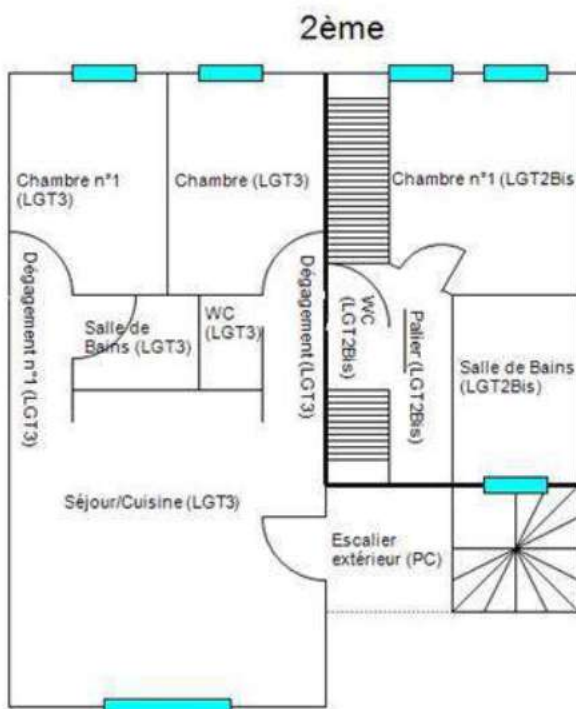 2ème
Chambre n°1
(LGT3)
Chambre (LGT3)
Chambre n°1 (LGT2Bis
Dégagement n°1 (LGT3)
Salle de
Bains (LGT3)
WC
(LGT3)
Dégagement (LGT3)
WC
(LGT2Bis)
Palier (LGT2Bis)
Salle de Bains
(LGT2Bis)
Séjour/Cuisine (LGT3)
Escalier
extérieur (PC)